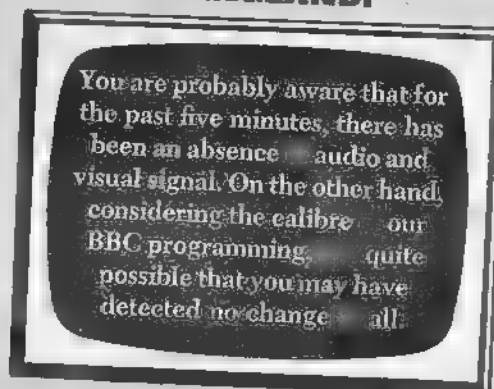 You are probably aware that for
the past five minutes, there has
been an absence audio and
visual signal. On the other hand,
considering the calibre our
BBC programming, quite
possible that you may have
detected no change all.